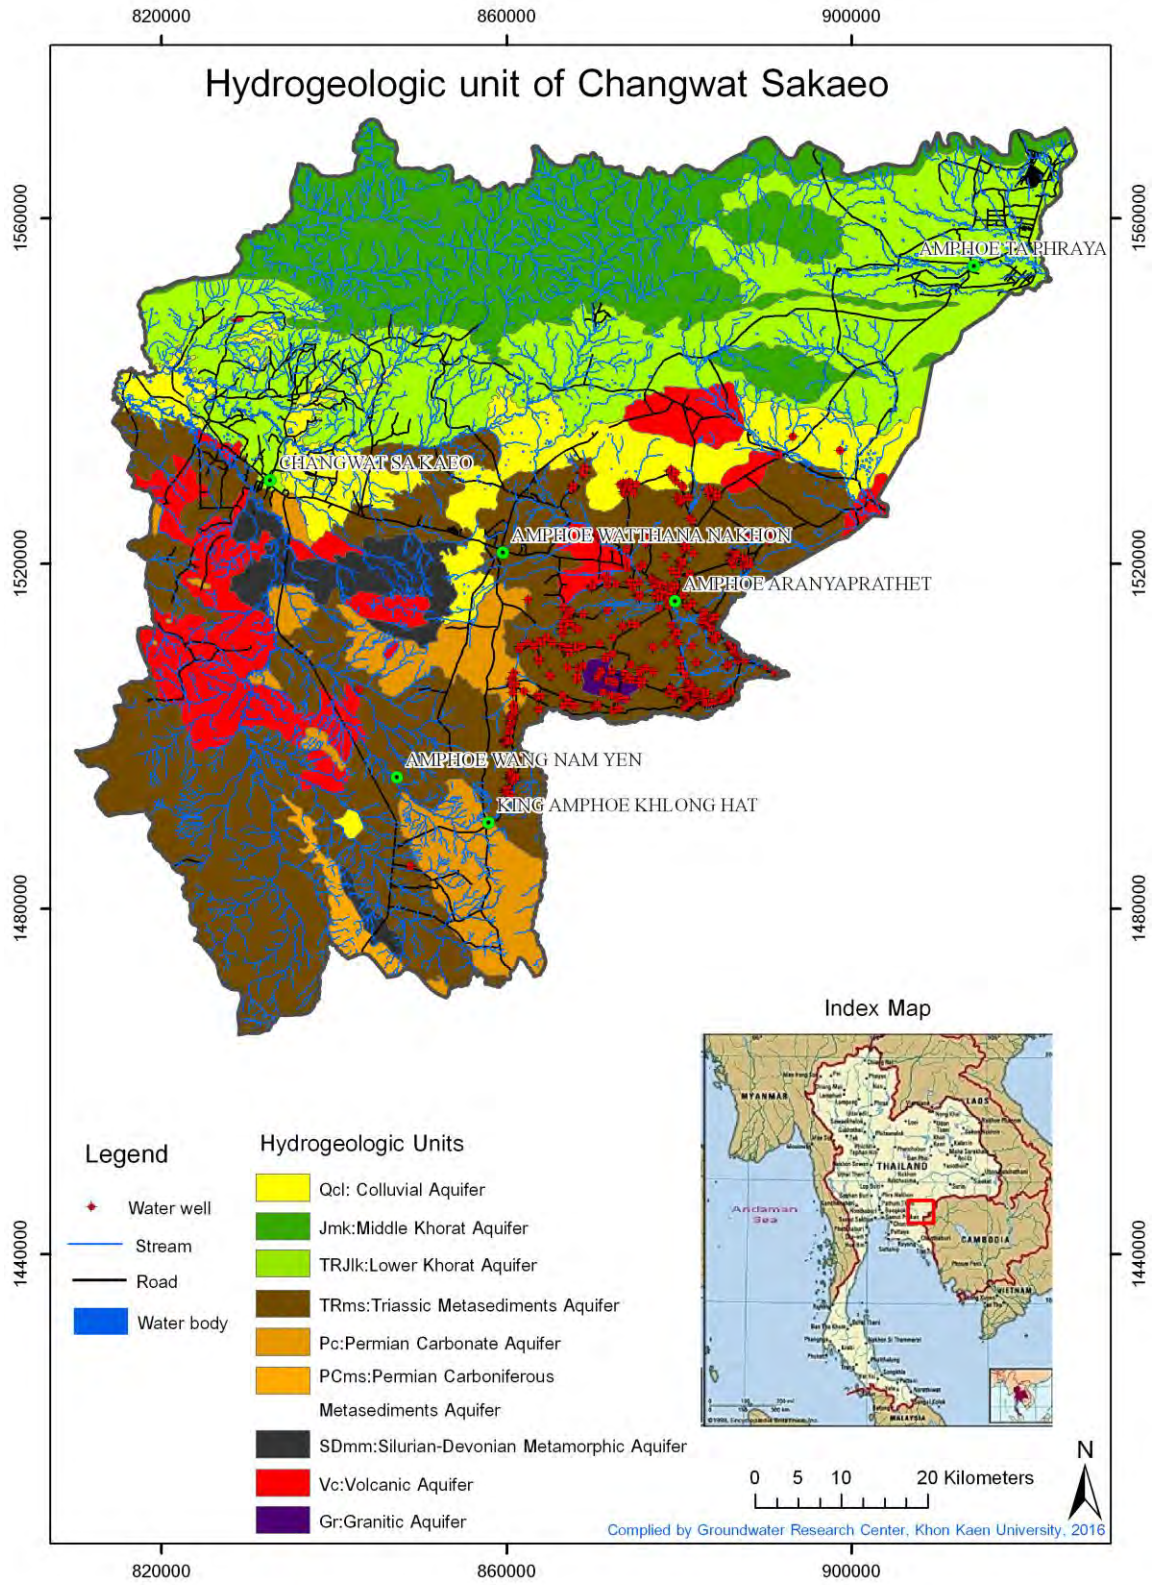 820000
860000
900000
Hydrogeologic unit of Changwat Sakaeo
1560000
1560000
AMPHOE TA PHRAYA
CHANGWAT SA KAEO
AMPHOE WATTHANA NAKHON
1520000
1520000
AMPHOE ARANYAPRATHET
AMPHOE WANG NAM YEN
KING AMPHOE KHLONG HAT
1480000
1480000
Index Map
MYANMAR
LAOS
THAILAND
Andaman
Sea
CAMBODIA
VIETNAM
MALAYSIA
1440000
1440000
Legend
Water well
Stream
Road
Water body
Hydrogeologic Units
Qcl: Colluvial Aquifer
Jmk:Middle Khorat Aquifer
TRJlk:Lower Khorat Aquifer
TRms:Triassic Metasediments Aquifer
Pc:Permian Carbonate Aquifer
PCms:Permian Carboniferous
Metasediments Aquifer
SDmm:Silurian-Devonian Metamorphic Aquifer
Vc:Volcanic Aquifer
Gr:Granitic Aquifer
N
0 5 10 20 Kilometers
Complied by Groundwater Research Center, Khon Kaen University, 2016
820000
860000
900000